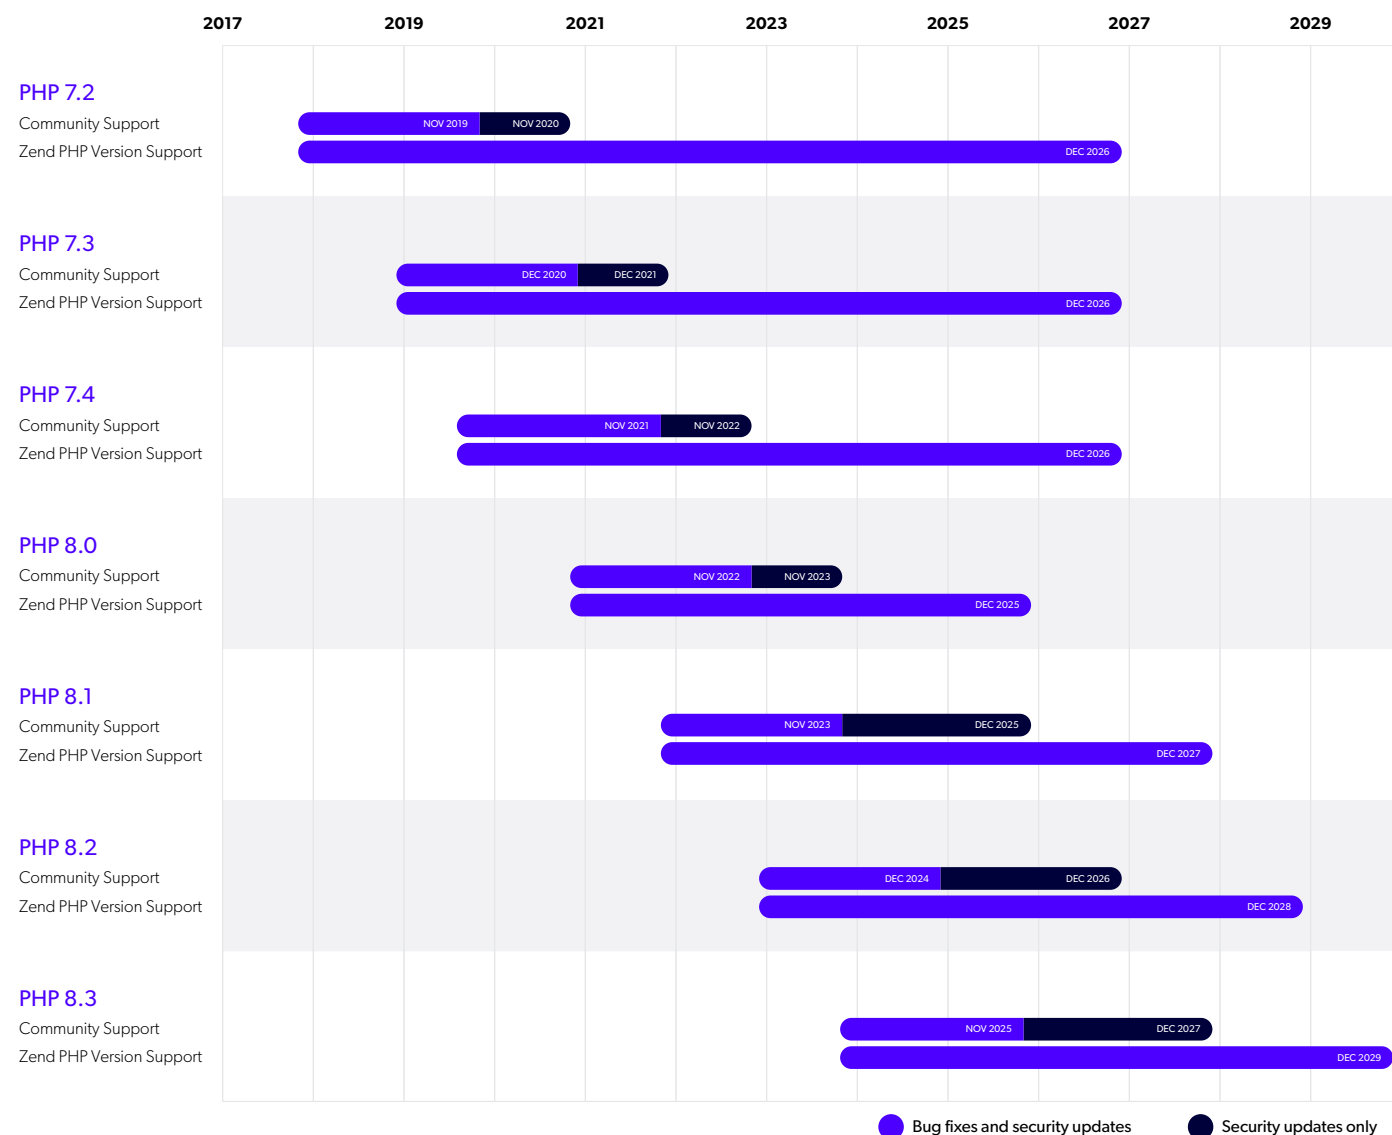 2017 2019 2021 2023 2025 2027 2029
PHP 7.2
Community Support NOV 2019 NOV 2020
Zend PHP Version Support DEC 2026
PHP 7.3
Community Support DEC 2020 DEC 2021
Zend PHP Version Support DEC 2026
PHP 7.4
Community Support NOV 2021 NOV 2022
Zend PHP Version Support DEC 2026
PHP 8.0
Community Support NOV 2022 NOV 2023
Zend PHP Version Support DEC 2025
PHP 8.1
Community Support NOV 2023 DEC 2025
Zend PHP Version Support DEC 2027
PHP 8.2
Community Support DEC 2024 DEC 2026
Zend PHP Version Support DEC 2028
PHP 8.3
Community Support NOV 2025 DEC 2027
Zend PHP Version Support DEC 2029
Bug fixes and security updates Security updates only